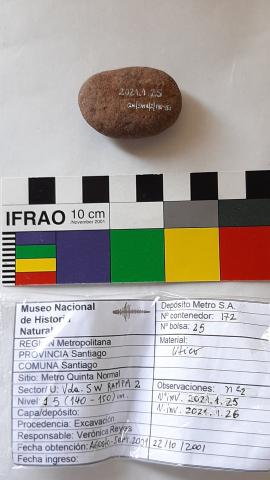 2021.1.25
IFRAO 10 cm
November 2001
Museo Nacional
de Historia
Natural
Depósito Metro S.A.
Nº contenedor: 172
Nº bolsa: 25
REGIÓN Metropolitana
PROVINCIA Santiago
COMUNA Santiago
Material:
Lítico
Sitio: Metro Quinta Normal
Sector/U: Vda. SW RAMPA 2
Nivel: 15 (140 - 150) cm.
Capa/depósito:
Procedencia: Excavación
Responsable: Verónica Reyes
Fecha obtención: Agosto-Sept. 2021
Fecha ingreso:
Observaciones: n=2
Nº inv. 2021.1.25
N. inv. 2021.1.26
22/10/2001